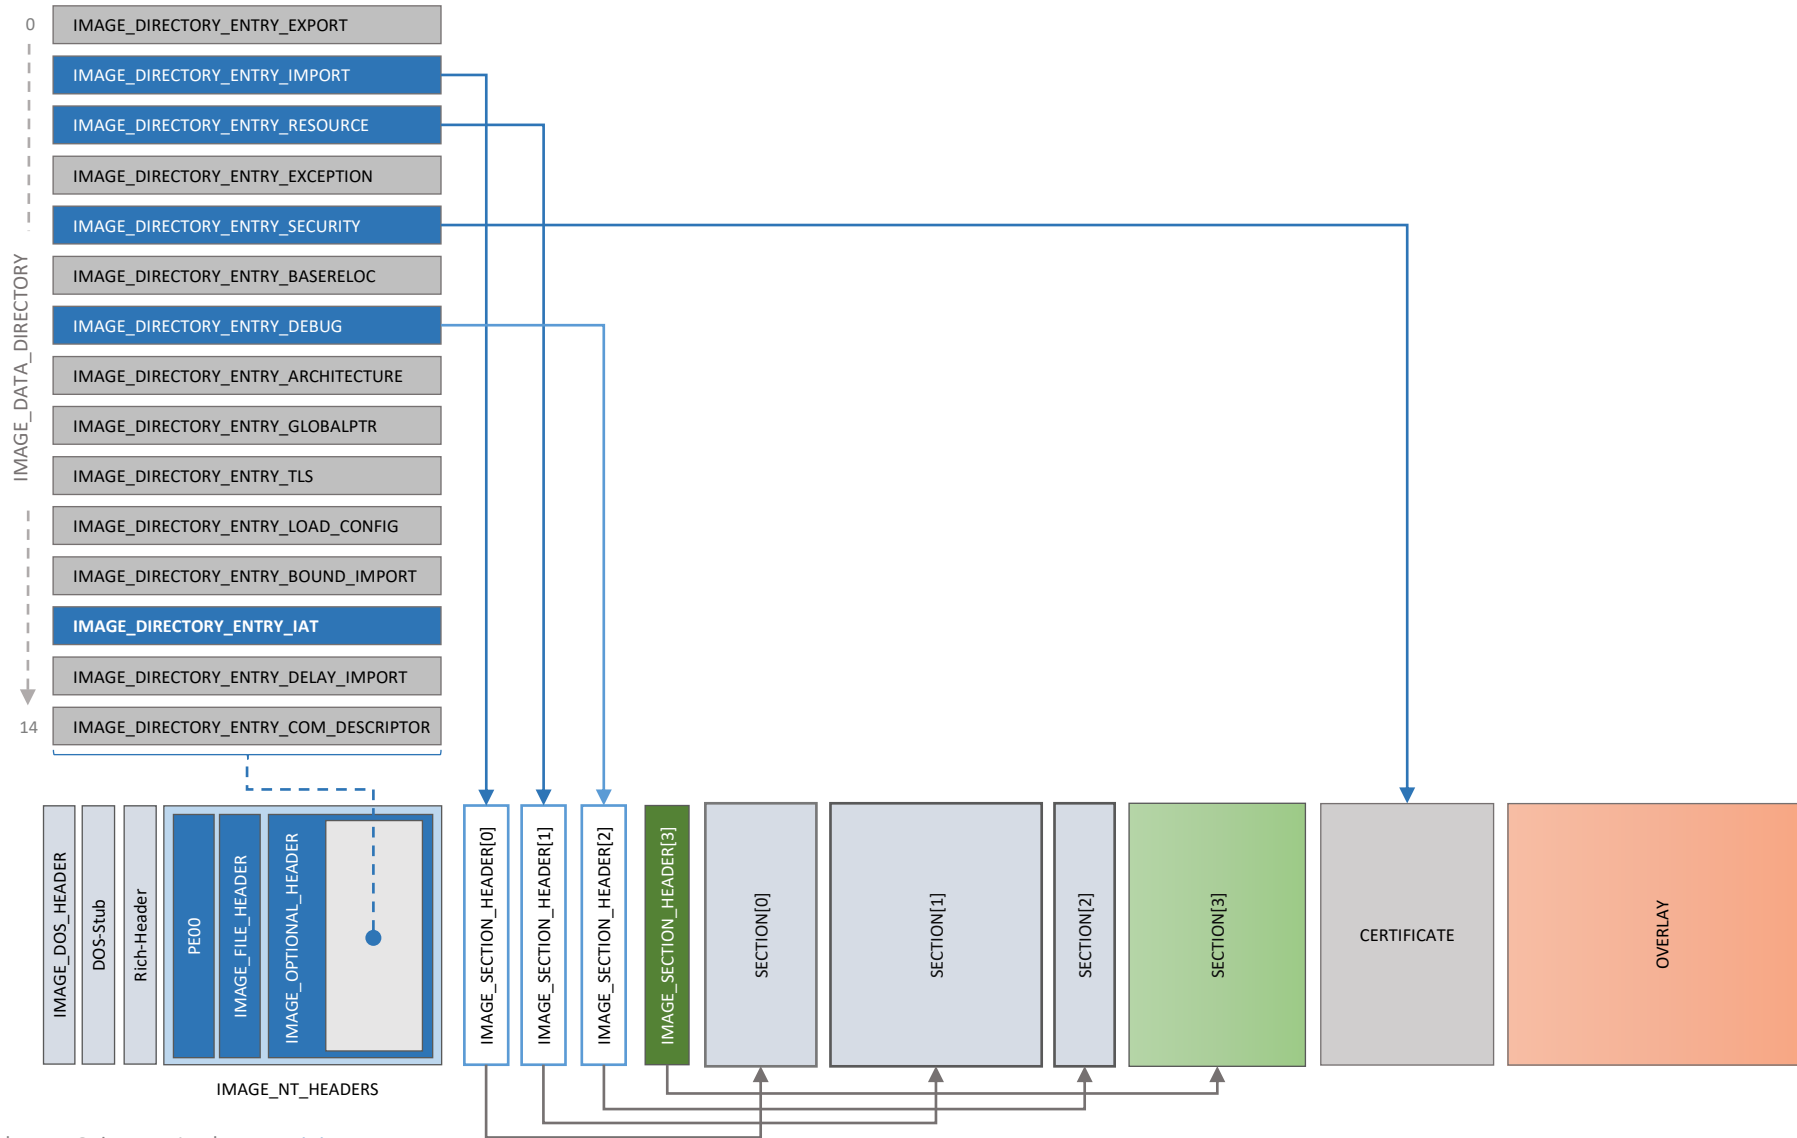 0
IMAGE_DIRECTORY_ENTRY_EXPORT
IMAGE_DIRECTORY_ENTRY_IMPORT
IMAGE_DIRECTORY_ENTRY_RESOURCE
IMAGE_DIRECTORY_ENTRY_EXCEPTION
IMAGE_DIRECTORY_ENTRY_SECURITY
IMAGE_DIRECTORY_ENTRY_BASERELOC
IMAGE_DIRECTORY_ENTRY_DEBUG
IMAGE_DIRECTORY_ENTRY_ARCHITECTURE
IMAGE_DIRECTORY_ENTRY_GLOBALPTR
IMAGE_DIRECTORY_ENTRY_TLS
IMAGE_DIRECTORY_ENTRY_LOAD_CONFIG
IMAGE_DIRECTORY_ENTRY_BOUND_IMPORT
IMAGE_DIRECTORY_ENTRY_IAT
IMAGE_DIRECTORY_ENTRY_DELAY_IMPORT
14
IMAGE_DIRECTORY_ENTRY_COM_DESCRIPTOR
IMAGE_DATA_DIRECTORY
IMAGE_DOS_HEADER
DOS-Stub
Rich-Header
PE00
IMAGE_FILE_HEADER
IMAGE_OPTIONAL_HEADER
IMAGE_SECTION_HEADER[0]
IMAGE_SECTION_HEADER[1]
IMAGE_SECTION_HEADER[2]
IMAGE_SECTION_HEADER[3]
SECTION[0]
SECTION[1]
SECTION[2]
SECTION[3]
CERTIFICATE
OVERLAY
IMAGE_NT_HEADERS